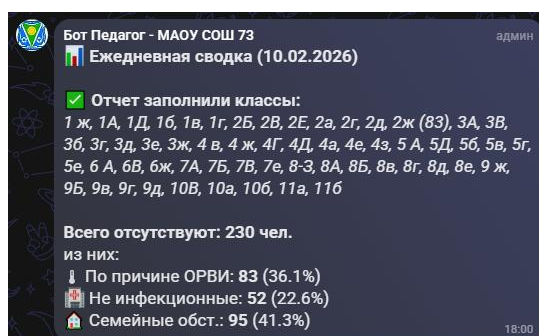 Бот Педагог - МАОУ СОШ 73
админ
Ежедневная сводка (10.02.2026)
Отчет заполнили классы:
1 ж, 1А, 1Д, 1б, 1в, 1г, 2Б, 2В, 2Е, 2а, 2г, 2д, 2ж (83), 3А, 3В,
3б, 3г, 3д, 3е, 3ж, 4 в, 4 ж, 4Г, 4Д, 4а, 4е, 4з, 5 А, 5Д, 5б, 5в, 5г,
5е, 6 А, 6В, 6ж, 7А, 7Б, 7В, 7е, 8-З, 8А, 8Б, 8в, 8г, 8д, 8е, 9 ж,
9Б, 9в, 9г, 9д, 10В, 10а, 10б, 11а, 11б
Всего отсутствуют: 230 чел.
из них:
По причине ОРВИ: 83 (36.1%)
Не инфекционные: 52 (22.6%)
Семейные обст.: 95 (41.3%)
18:00